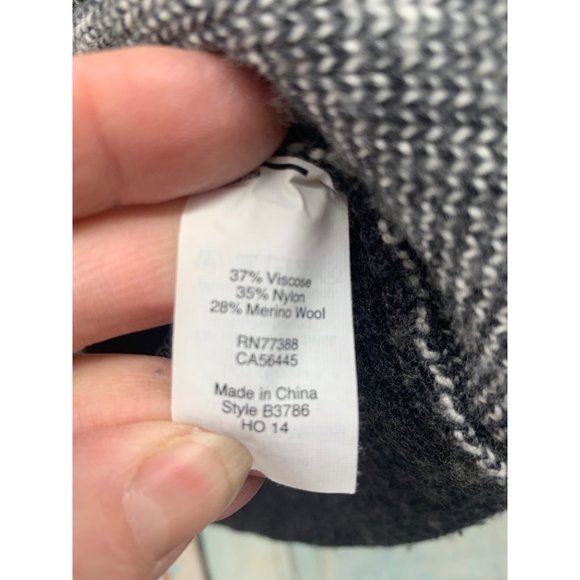 37% Viscose
35% Nylon
28% Merino Wool
RN77388
CA56445
Made in China
Style B3786
HO 14